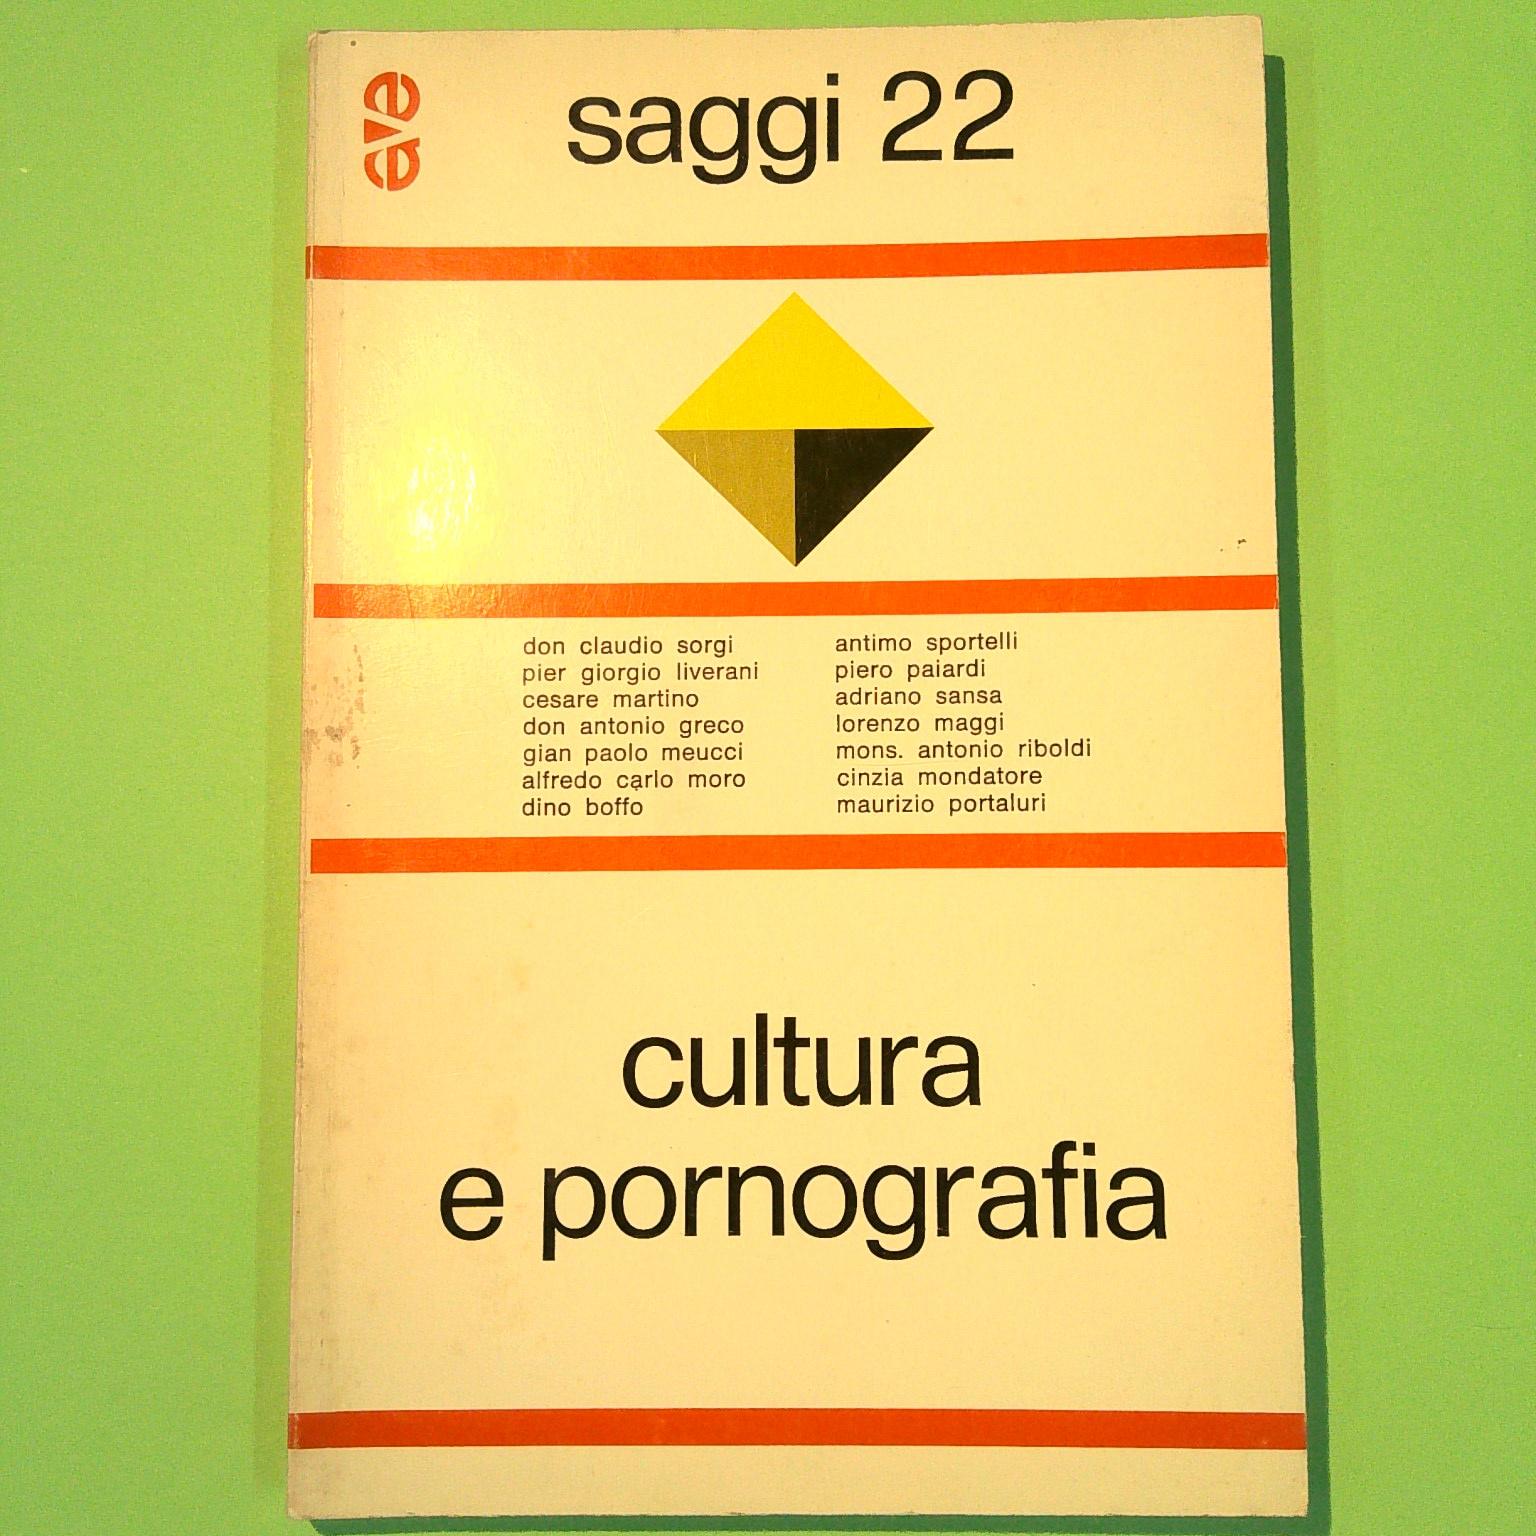 ave
saggi 22
don claudio sorgi
pier giorgio liverani
cesare martino
don antonio greco
gian paolo meucci
alfredo carlo moro
dino boffo
antimo sportelli
piero paiardi
adriano sansa
lorenzo maggi
mons. antonio riboldi
cinzia mondatore
maurizio portaluri
cultura
e pornografia